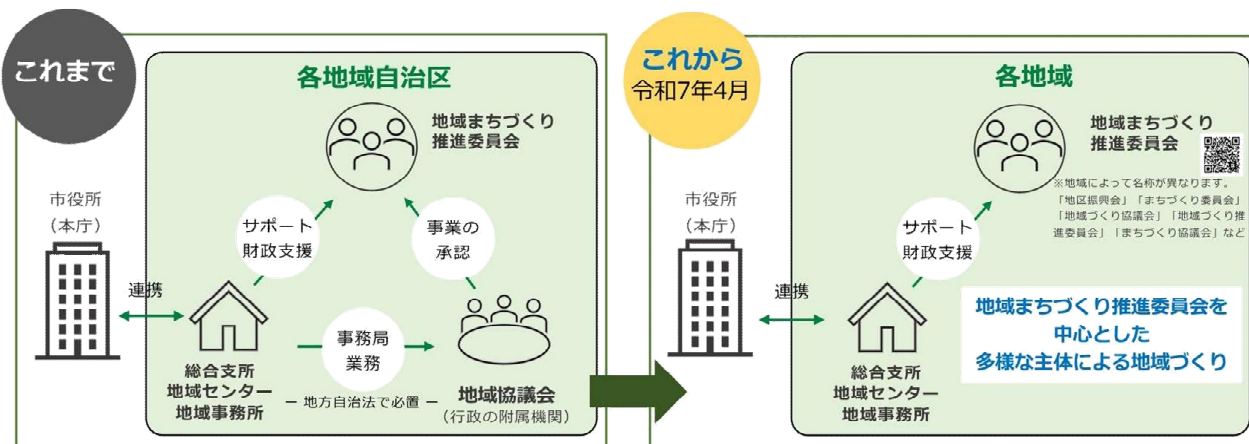 これまで
各地域自治区
地域まちづくり
推進委員会
市役所
（本庁）
サポート
財政支援
事業の
承認
連携
事務局
業務
総合支所
地域センター
地域事務所
― 地方自治法で必置 ―
地域協議会
（行政の附属機関）
これから
令和7年4月
各地域
地域まちづくり
推進委員会
※地域によって名称が異なります。
「地区振興会」「まちづくり委員会」
「地域づくり協議会」「地域づくり推
進委員会」「まちづくり協議会」など
市役所
（本庁）
サポート
財政支援
連携
地域まちづくり推進委員会を
中心とした
多様な主体による地域づくり
総合支所
地域センター
地域事務所